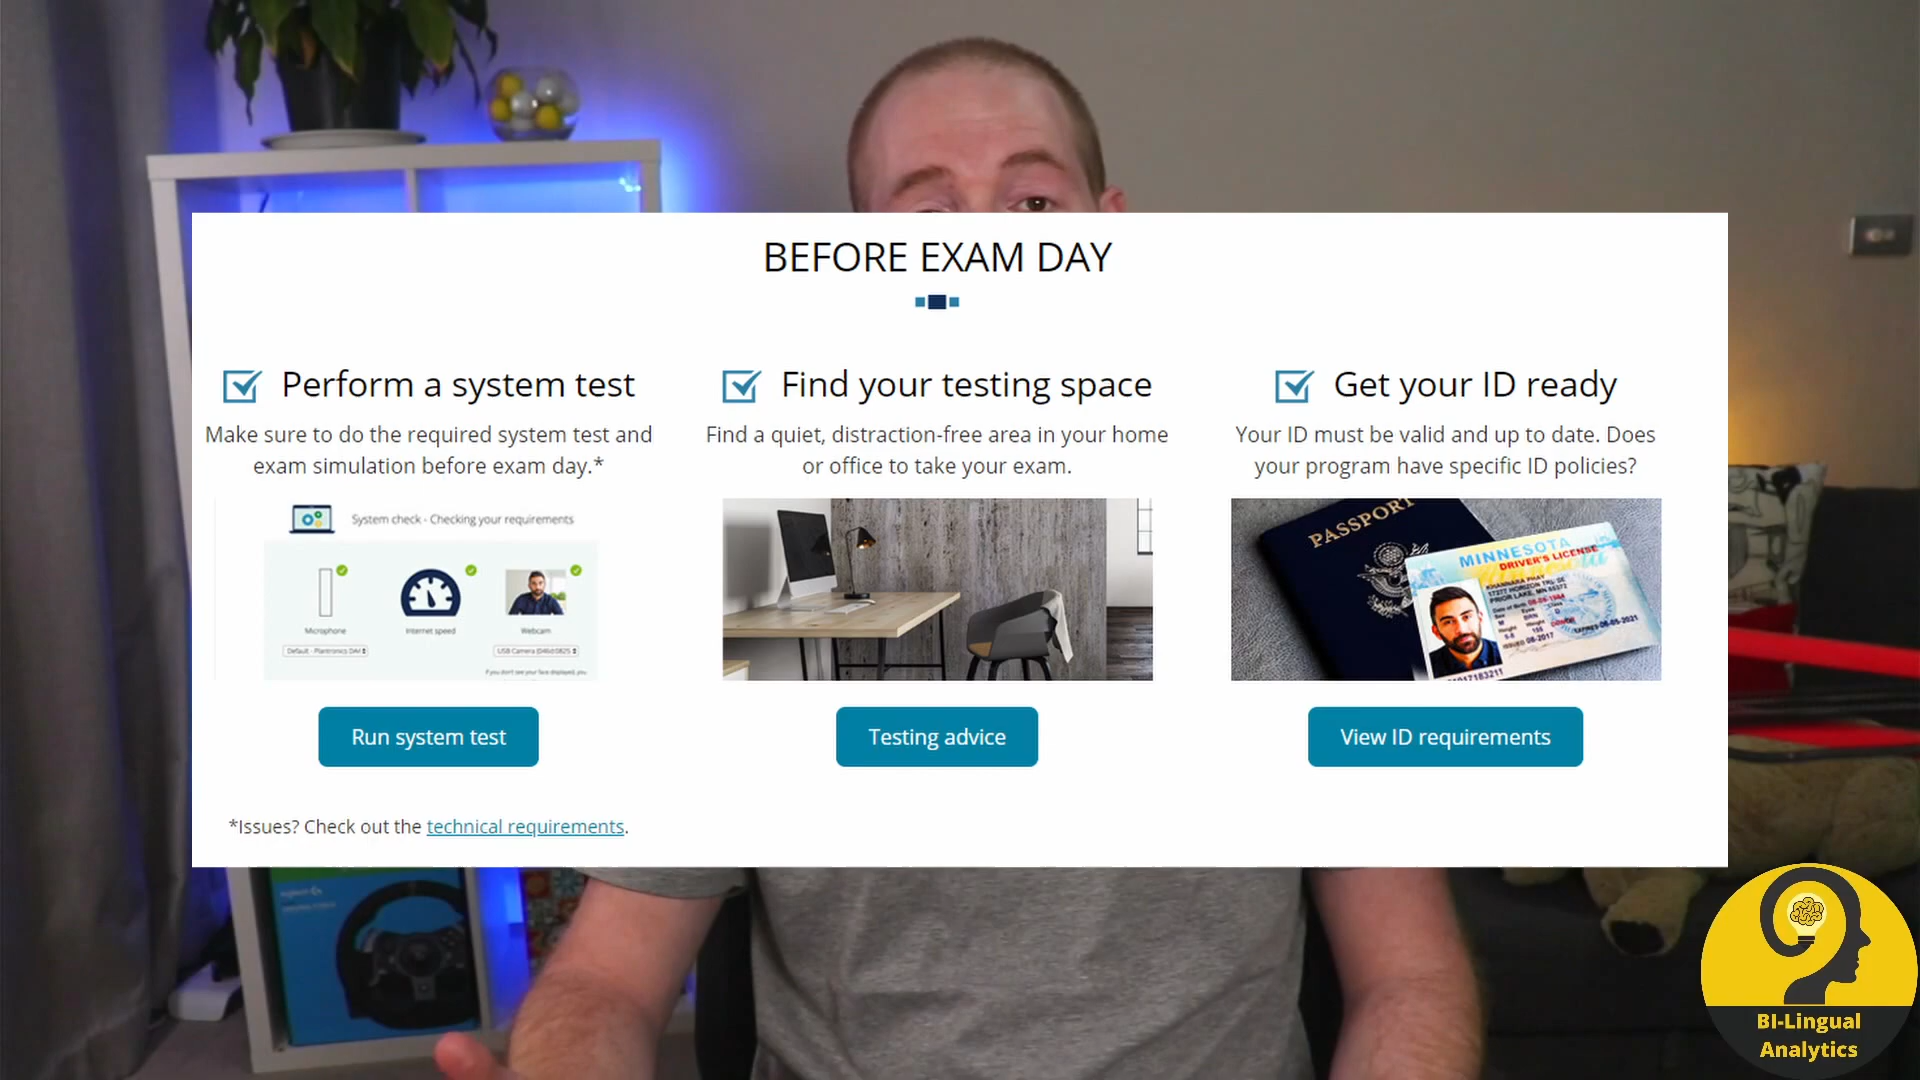 BEFORE EXAM DAY
Perform a system test
Make sure to do the required system test and
exam simulation before exam day.*
System check - Checking your requirements
Microphone
Internet speed
Webcam
Run system test
*Issues? Check out the technical requirements.
Find your testing space
Find a quiet, distraction-free area in your home
or office to take your exam.
Testing advice
Get your ID ready
Your ID must be valid and up to date. Does
your program have specific ID policies?
PASSPORT
MINNESOTA
DRIVER'S LICENSE
View ID requirements
BI-Lingual
Analytics